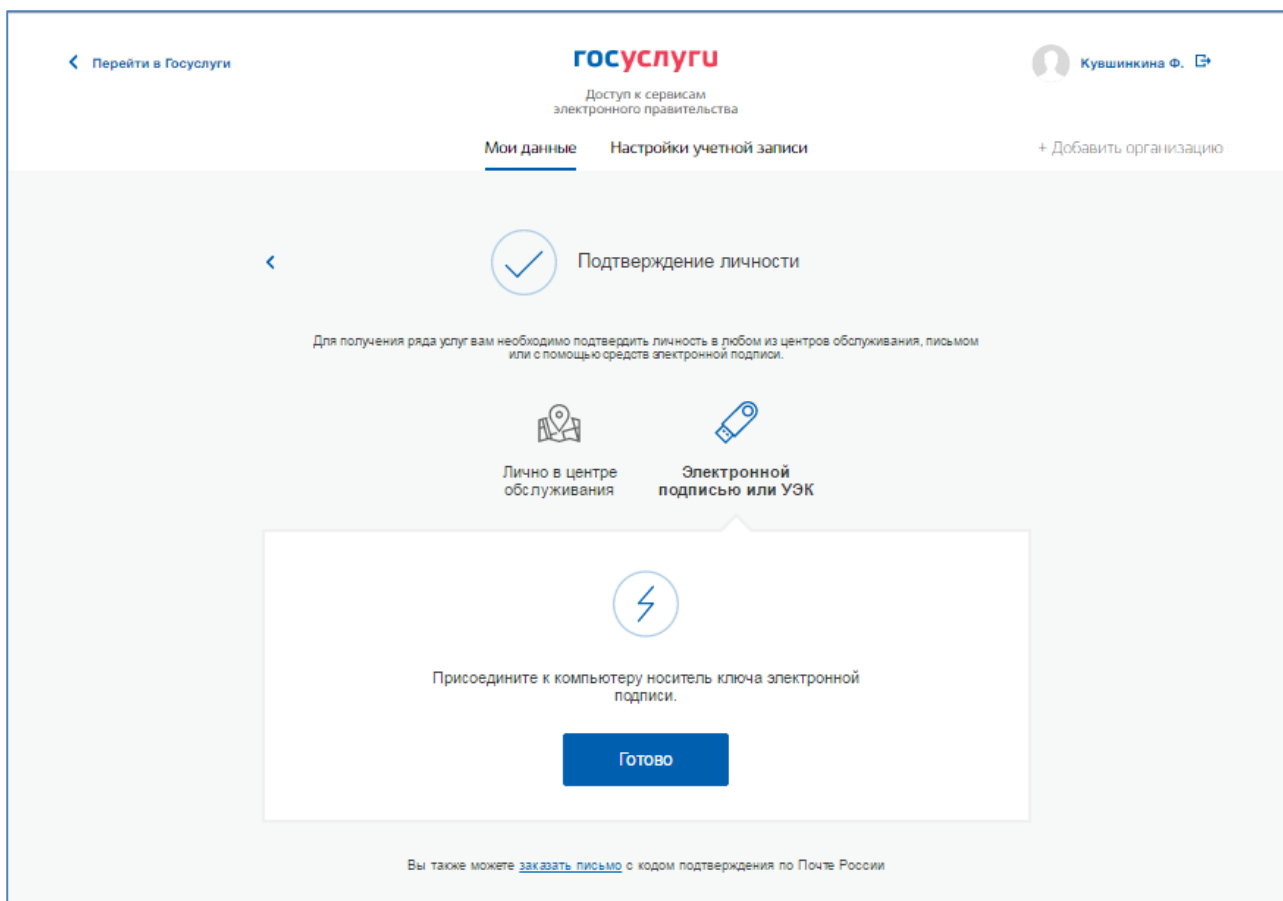 Перейти в Госуслуги
госуслуги
Кувшинкина Ф.
Доступ к сервисам
электронного правительства
Мои данные
Настройки учетной записи
+ Добавить организацию
Подтверждение личности
Для получения ряда услуг вам необходимо подтвердить личность в любом из центров обслуживания, письмом
или с помощью средств электронной подписи.
Лично в центре
обслуживания
Электронной
подписью или УЭК
Присоедините к компьютеру носитель ключа электронной
подписи.
Готово
Вы также можете заказать письмо с кодом подтверждения по Почте России